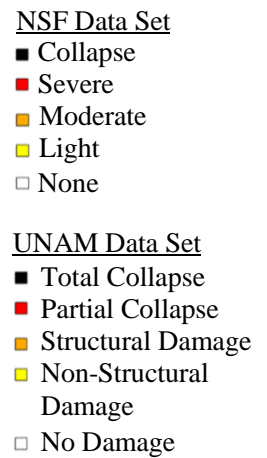 NSF Data Set
Collapse
Severe
Moderate
Light
None
UNAM Data Set
Total Collapse
Partial Collapse
Structural Damage
Non-Structural
Damage
No Damage